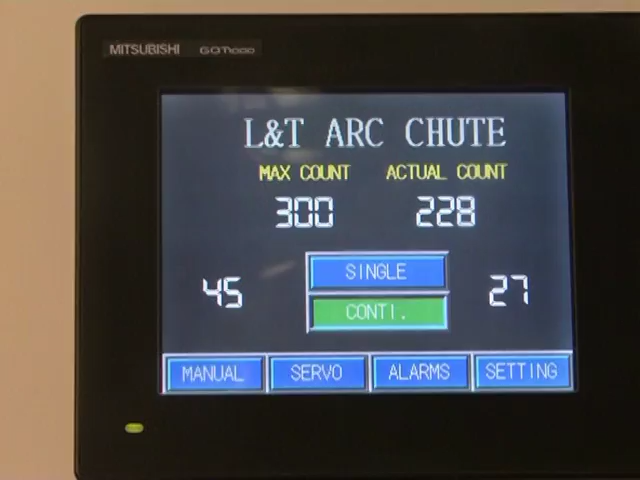 MITSUBISHI GOT1000
L&T ARC CHUTE
MAX COUNT ACTUAL COUNT
300 228
SINGLE
45 27
CONTI.
MANUAL SERVO ALARMS SETTING